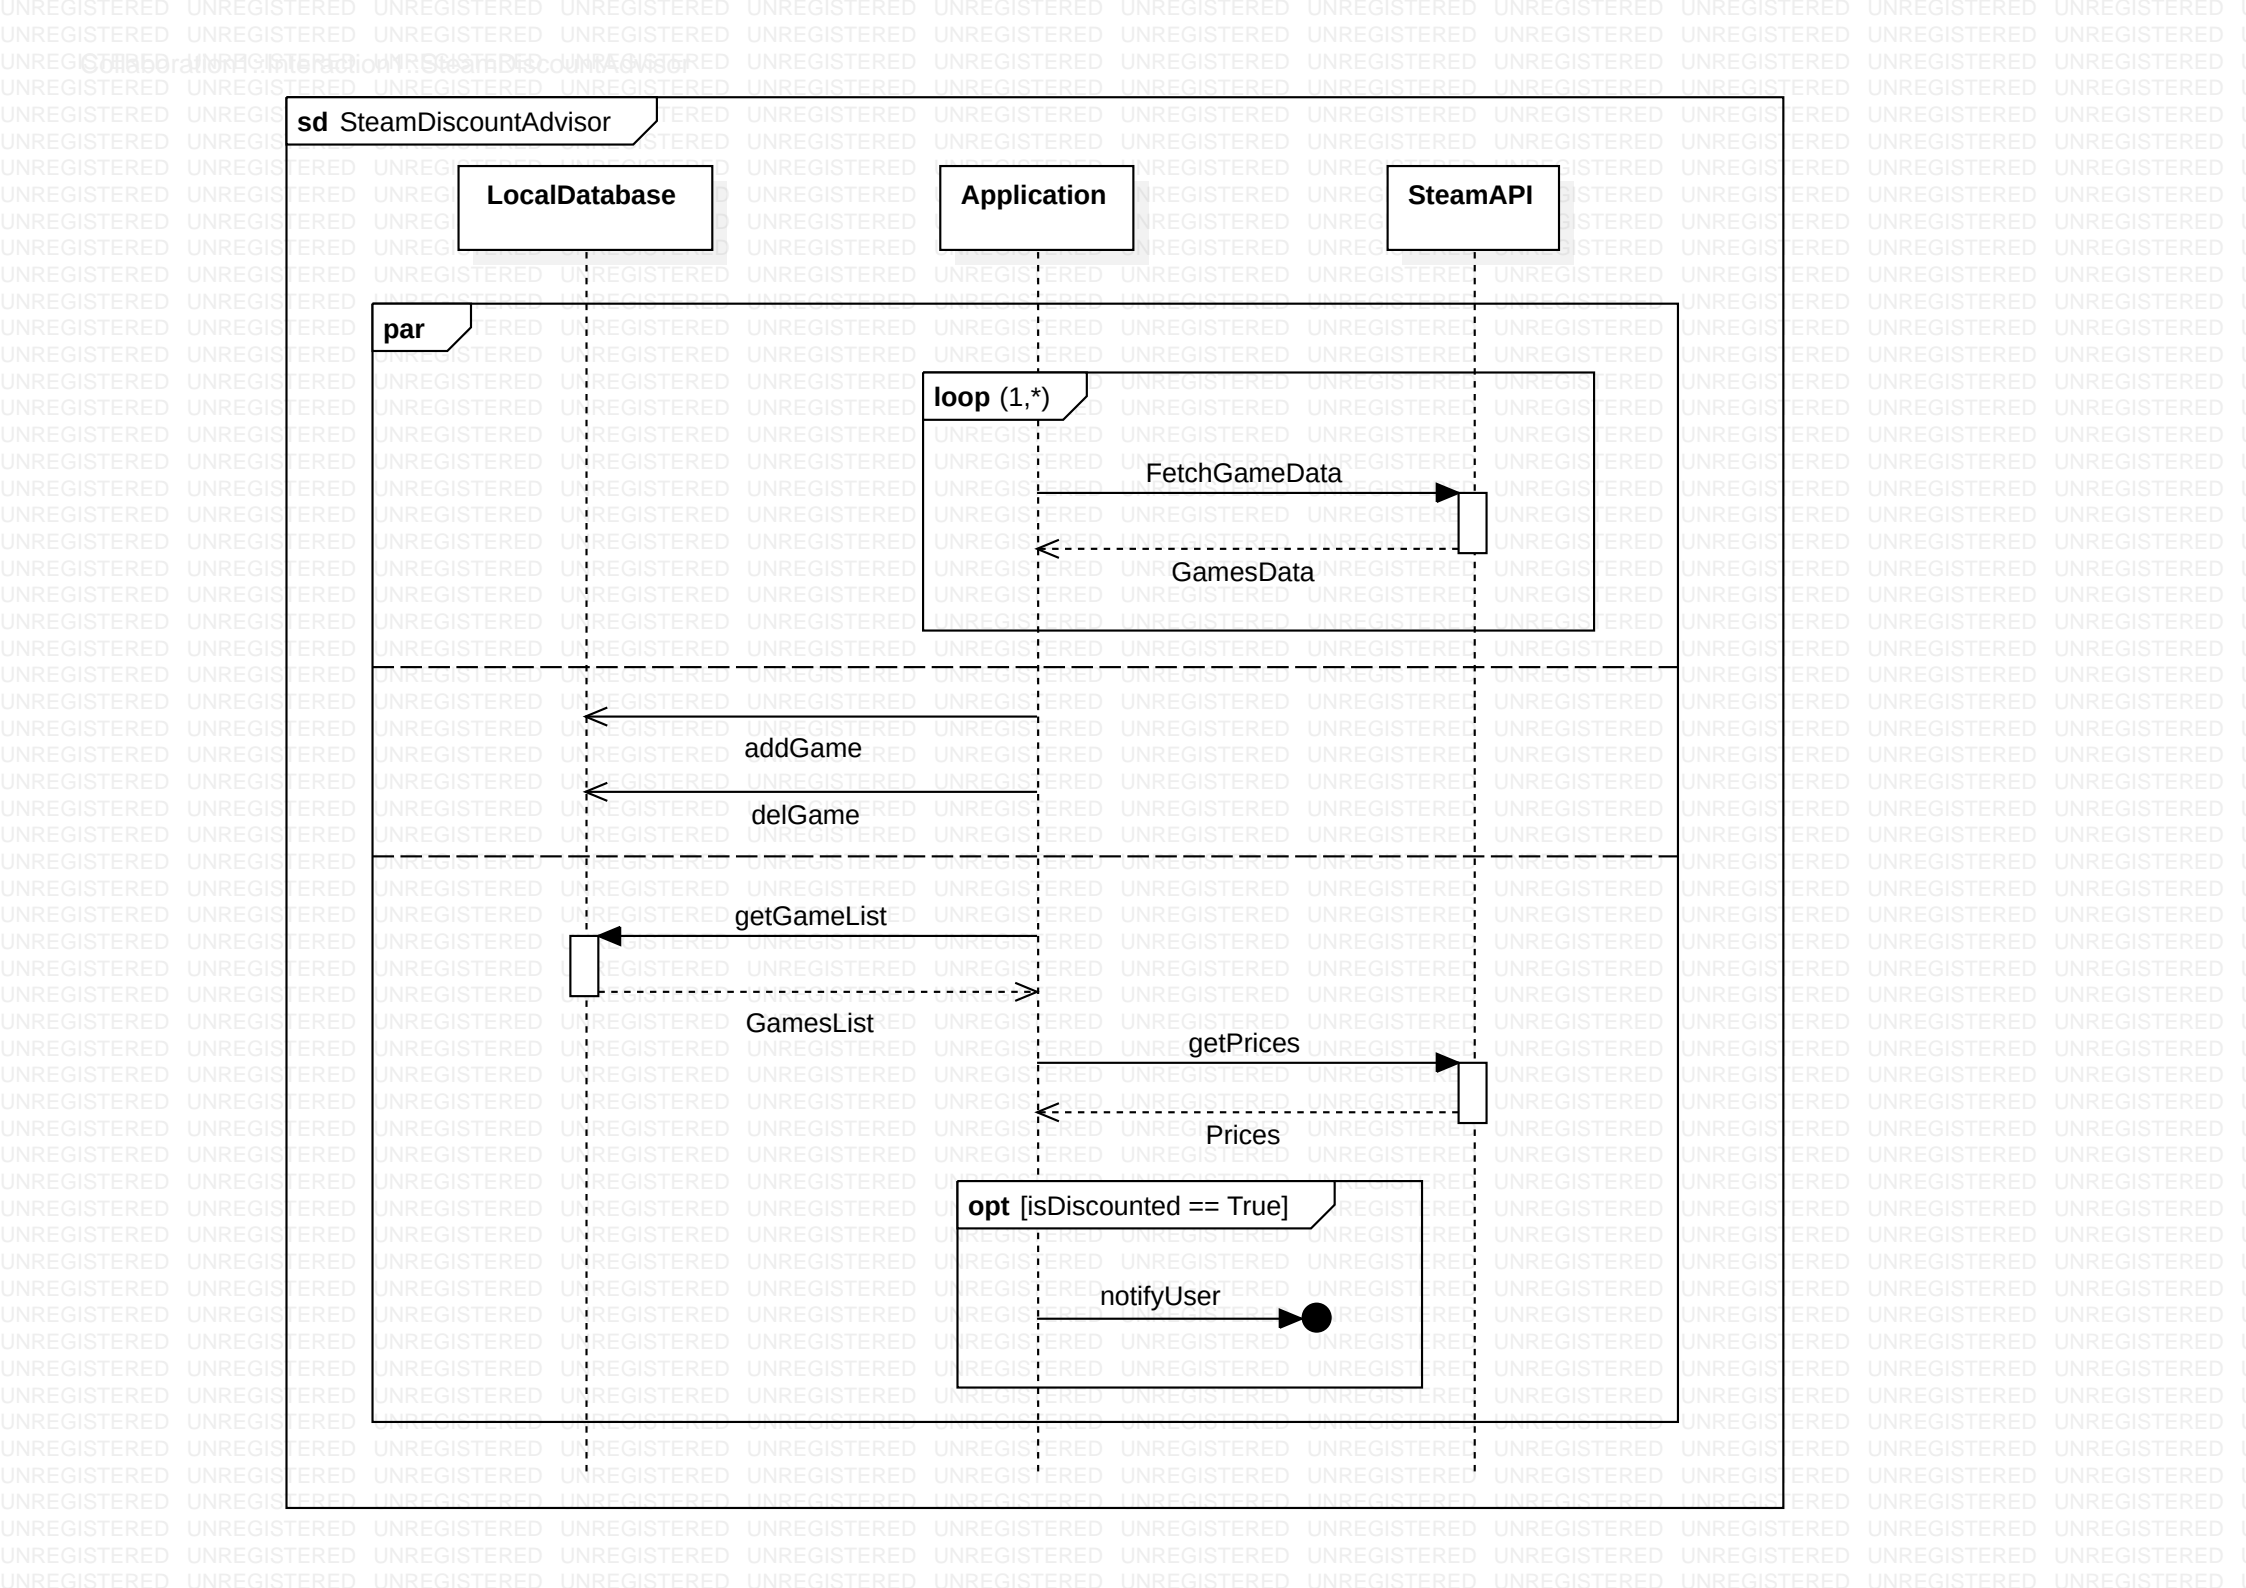 Collaboration1::Interaction1::SteamDiscountAdvisor
sd SteamDiscountAdvisor
LocalDatabase
Application
SteamAPI
par
loop (1,*)
FetchGameData
GamesData
addGame
delGame
getGameList
GamesList
getPrices
Prices
opt [isDiscounted == True]
notifyUser
UNREGISTERED